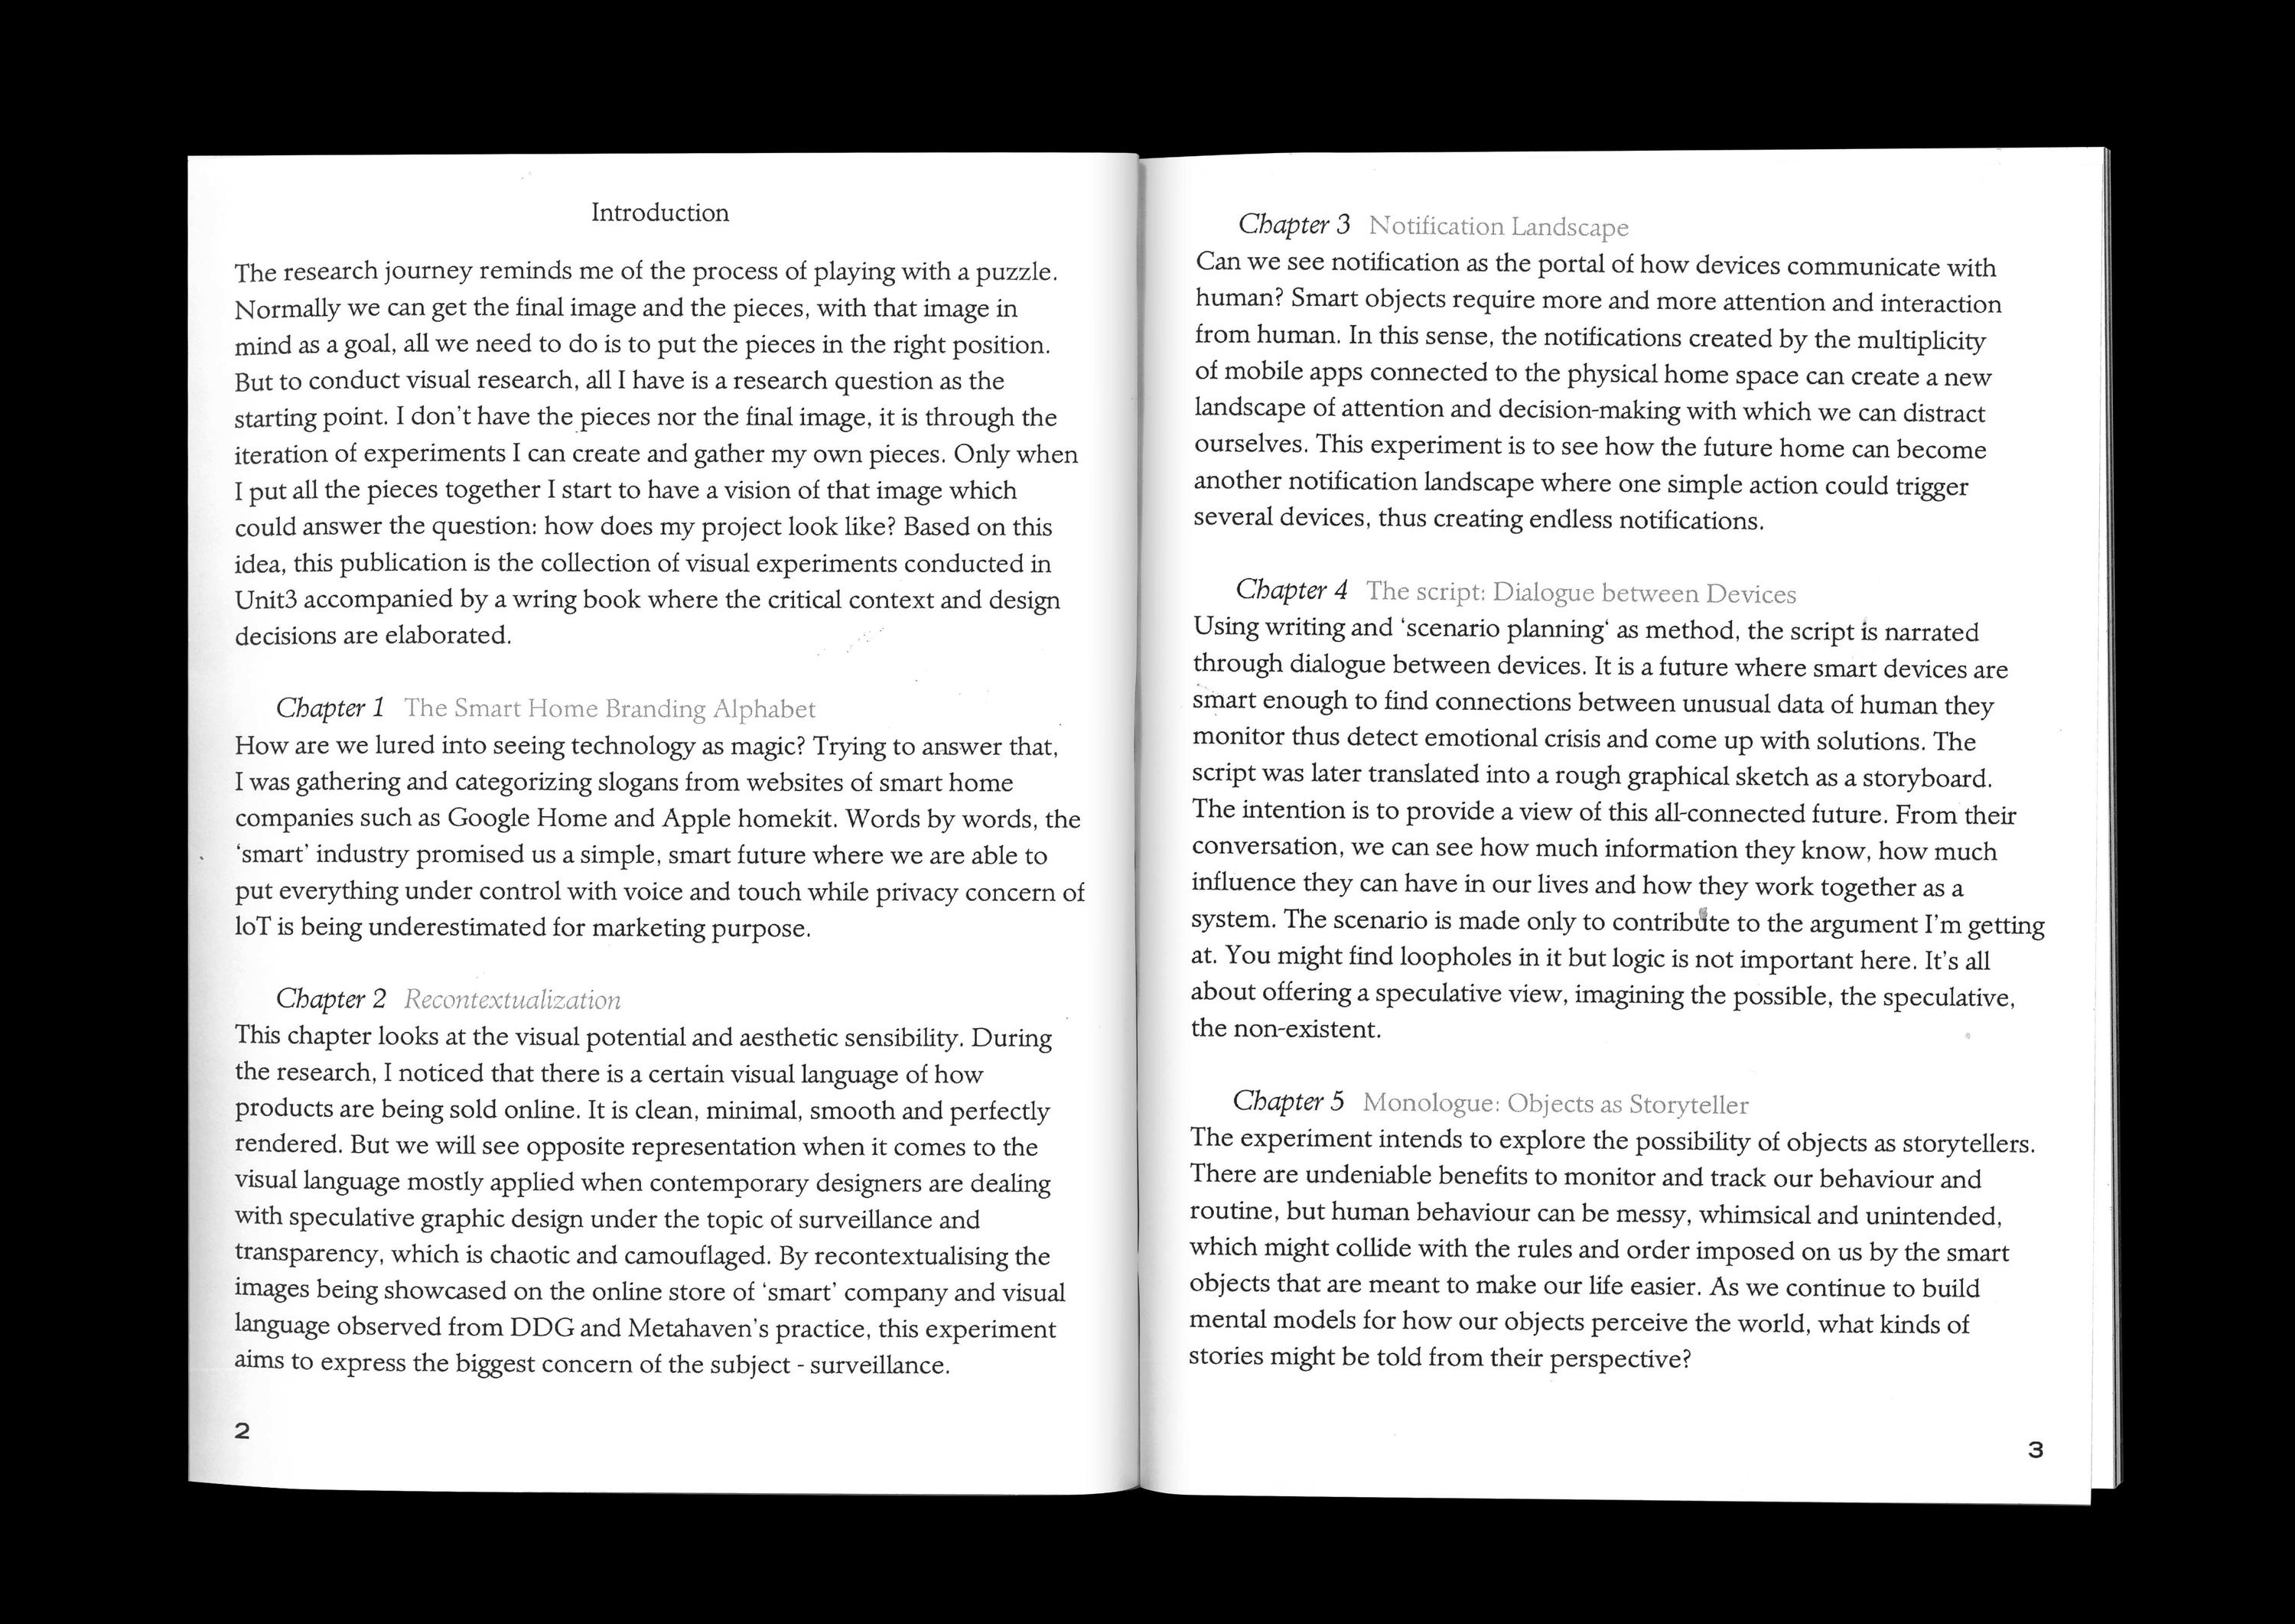 Introduction
The research journey reminds me of the process of playing with a puzzle.
Normally we can get the final image and the pieces, with that image in
mind as a goal, all we need to do is to put the pieces in the right position.
But to conduct visual research, all I have is a research question as the
starting point. I don't have the pieces nor the final image, it is through the
iteration of experiments I can create and gather my own pieces. Only when
I put all the pieces together I start to have a vision of that image which
could answer the question: how does my project look like? Based on this
idea, this publication is the collection of visual experiments conducted in
Unit3 accompanied by a wring book where the critical context and design
decisions are elaborated.
Chapter 1 The Smart Home Branding Alphabet
How are we lured into seeing technology as magic? Trying to answer that,
I was gathering and categorizing slogans from websites of smart home
companies such as Google Home and Apple homekit. Words by words, the
‘smart’ industry promised us a simple, smart future where we are able to
put everything under control with voice and touch while privacy concern of
loT is being underestimated for marketing purpose.
Chapter 2 Recontextualization
This chapter looks at the visual potential and aesthetic sensibility. During
the research, I noticed that there is a certain visual language of how
products are being sold online. It is clean, minimal, smooth and perfectly
rendered. But we will see opposite representation when it comes to the
visual language mostly applied when contemporary designers are dealing
with speculative graphic design under the topic of surveillance and
transparency, which is chaotic and camouflaged. By recontextualising the
images being showcased on the online store of ‘smart’ company and visual
language observed from DDG and Metahaven's practice, this experiment
aims to express the biggest concern of the subject - surveillance.
2
Chapter 3 Notification Landscape
Can we see notification as the portal of how devices communicate with
human? Smart objects require more and more attention and interaction
from human. In this sense, the notifications created by the multiplicity
of mobile apps connected to the physical home space can create a new
landscape of attention and decision-making with which we can distract
ourselves. This experiment is to see how the future home can become
another notification landscape where one simple action could trigger
several devices, thus creating endless notifications.
Chapter 4 The script: Dialogue between Devices
Using writing and ‘scenario planning‘ as method, the script is narrated
through dialogue between devices. It is a future where smart devices are
smart enough to find connections between unusual data of human they
monitor thus detect emotional crisis and come up with solutions. The
script was later translated into a rough graphical sketch as a storyboard.
The intention is to provide a view of this all-connected future. From their
conversation, we can see how much information they know, how much
influence they can have in our lives and how they work together as a
system. The scenario is made only to contribute to the argument I'm getting
at. You might find loopholes in it but logic is not important here. It's all
about offering a speculative view, imagining the possible, the speculative,
the non-existent.
Chapter 5 Monologue: Objects as Storyteller
The experiment intends to explore the possibility of objects as storytellers.
There are undeniable benefits to monitor and track our behaviour and
routine, but human behaviour can be messy, whimsical and unintended,
which might collide with the rules and order imposed on us by the smart
objects that are meant to make our life easier. As we continue to build
mental models for how our objects perceive the world, what kinds of
stories might be told from their perspective?
3